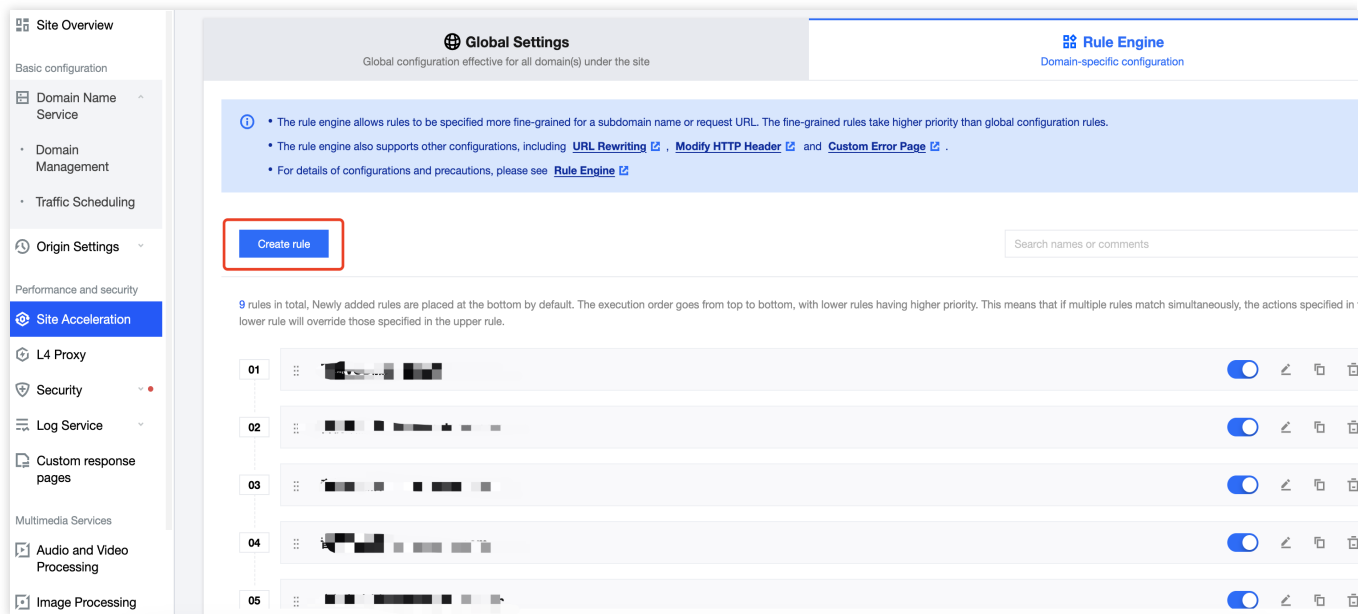 Site Overview
Basic configuration
Domain Name
Service
Domain
Management
Traffic Scheduling
Origin Settings
Performance and security
Site Acceleration
L4 Proxy
Security
Log Service
Custom response
pages
Multimedia Services
Audio and Video
Processing
Image Processing
Global Settings
Global configuration effective for all domain(s) under the site
Rule Engine
Domain-specific configuration
• The rule engine allows rules to be specified more fine-grained for a subdomain name or request URL. The fine-grained rules take higher priority than global configuration rules.
• The rule engine also supports other configurations, including URL Rewriting , Modify HTTP Header and Custom Error Page .
• For details of configurations and precautions, please see Rule Engine
Create rule
Search names or comments
9 rules in total, Newly added rules are placed at the bottom by default. The execution order goes from top to bottom, with lower rules having higher priority. This means that if multiple rules match simultaneously, the actions specified in
lower rule will override those specified in the upper rule.
01
02
03
04
05